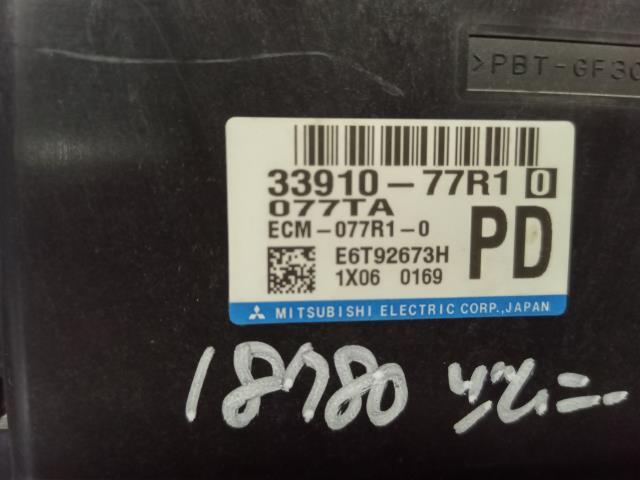 >PBT-GF30
33910-77R1 0
077TA
ECM-077R1-0
PD
E6T92673H
1X06 0169
MITSUBISHI ELECTRIC CORP.,JAPAN
18780